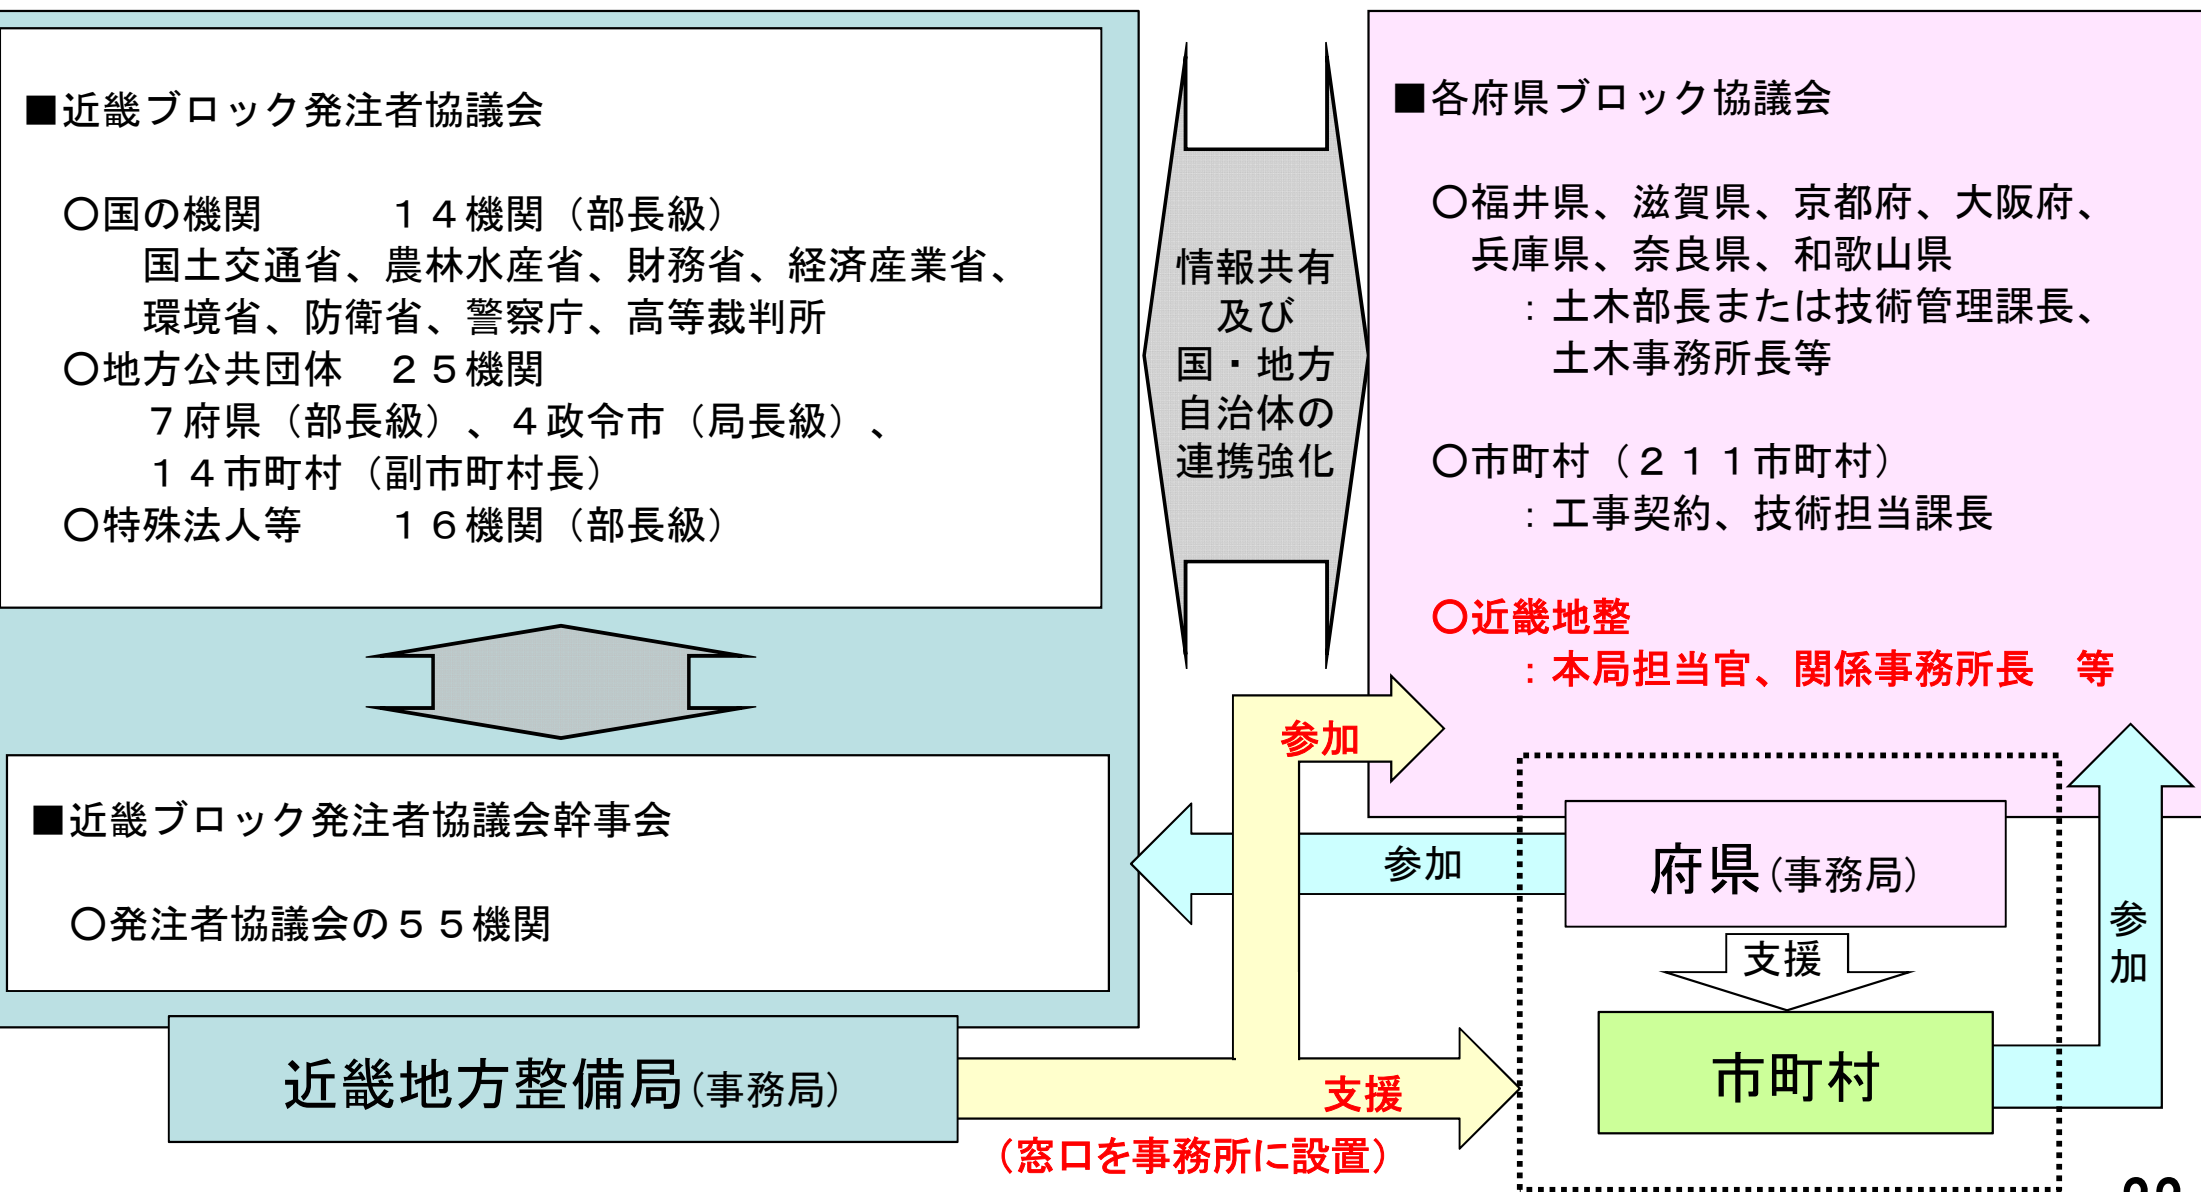 ■近畿ブロック発注者協議会
〇国の機関　　　１４機関（部長級）
国土交通省、農林水産省、財務省、経済産業省、
環境省、防衛省、警察庁、高等裁判所
〇地方公共団体　２５機関
７府県（部長級）、４政令市（局長級）、
１４市町村（副市町村長）
〇特殊法人等　　１６機関（部長級）
■近畿ブロック発注者協議会幹事会
〇発注者協議会の５５機関
近畿地方整備局(事務局)
情報共有
及び
国・地方
自治体の
連携強化
■各府県ブロック協議会
〇福井県、滋賀県、京都府、大阪府、
兵庫県、奈良県、和歌山県
：土木部長または技術管理課長、
土木事務所長等
〇市町村（２１１市町村）
：工事契約、技術担当課長
〇近畿地整
：本局担当官、関係事務所長　等
参加
参加
府県(事務局)
支援
市町村
参加
支援
（窓口を事務所に設置）